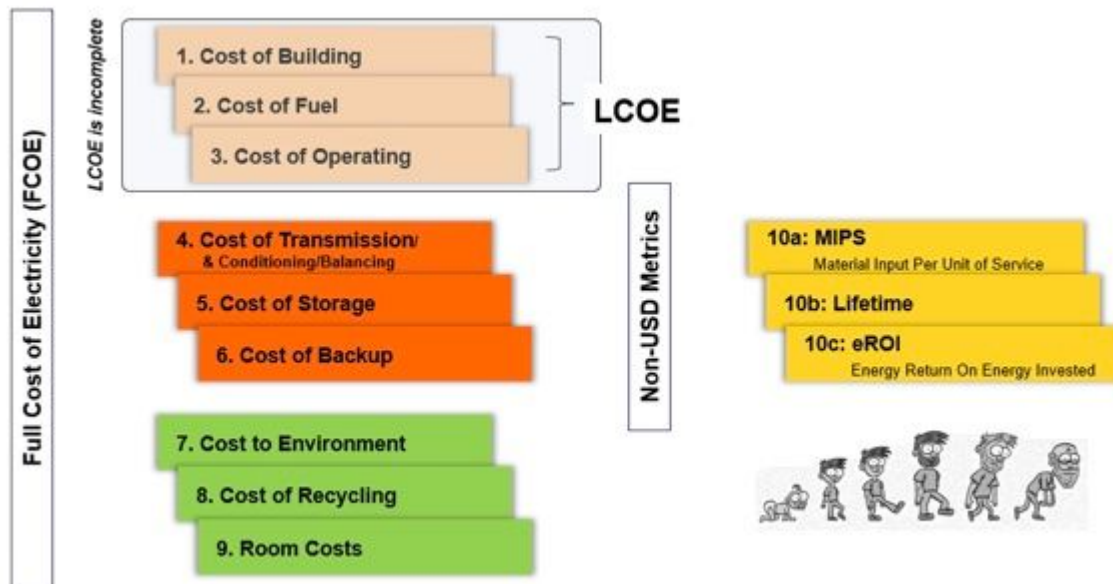 Full Cost of Electricity (FCOE)
LCOE is incomplete
1. Cost of Building
2. Cost of Fuel
3. Cost of Operating
LCOE
4. Cost of Transmission/
& Conditioning/Balancing
5. Cost of Storage
6. Cost of Backup
7. Cost to Environment
8. Cost of Recycling
9. Room Costs
Non-USD Metrics
10a: MIPS
Material Input Per Unit of Service
10b: Lifetime
10c: eROI
Energy Return On Energy Invested